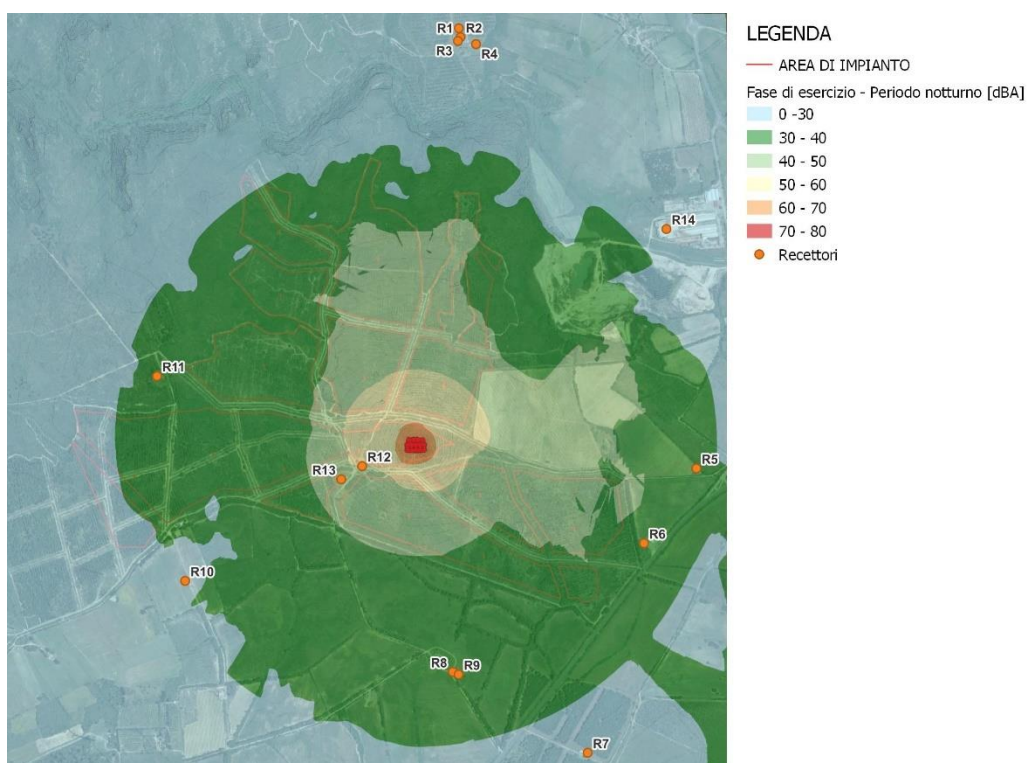 R1
R2
R3
R4
R14
R11
R12
R13
R5
R6
R10
R8
R9
R7
LEGENDA
AREA DI IMPIANTO
Fase di esercizio - Periodo notturno [dBA]
0 -30
30 - 40
40 - 50
50 - 60
60 - 70
70 - 80
Recettori